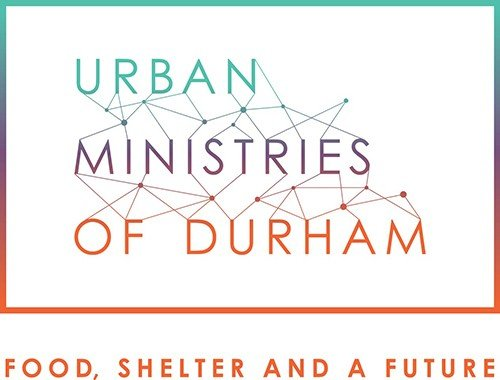 URBAN
MINISTRIES
OF DURHAM
FOOD, SHELTER AND A FUTURE